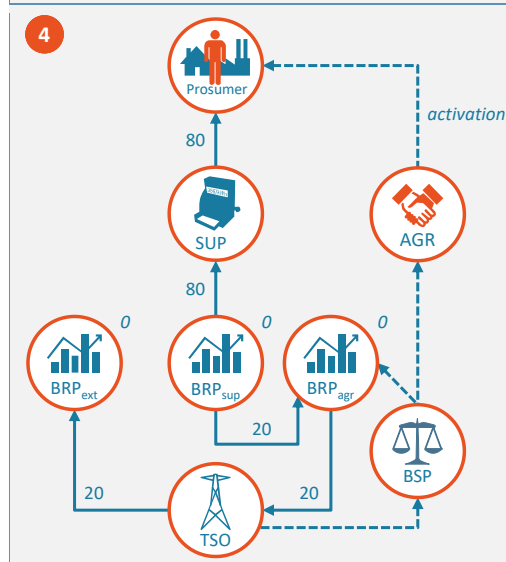 4
Prosumer
activation
80
SUP
AGR
80
0
0
0
BRPext
BRPsup
BRPagr
20
20
20
BSP
TSO